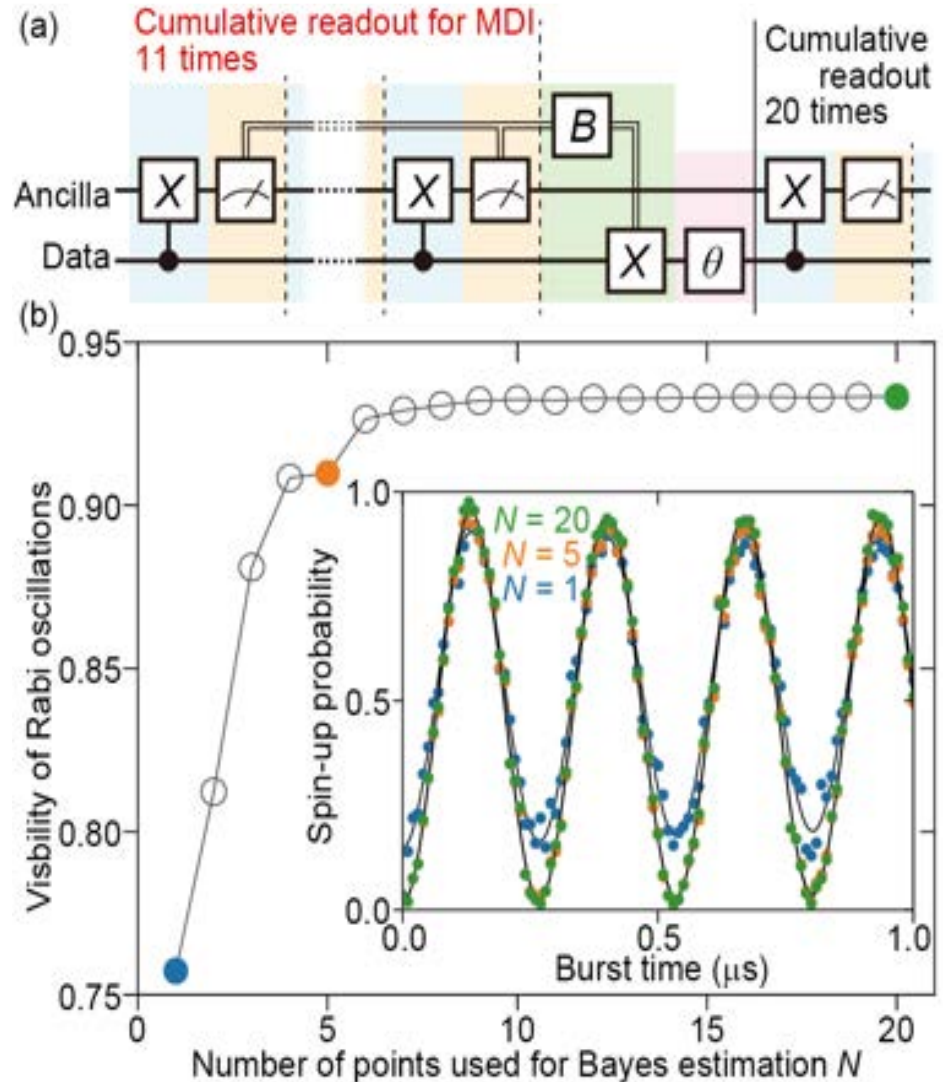 (a)
Cumulative readout for MDI
11 times
Cumulative
readout
20 times
B
Ancilla X X X
Data X θ
(b)
Visbility of Rabi oscillations
0.95
0.90
0.85
0.80
0.75
0 5 10 15 20
Number of points used for Bayes estimation N
Spin-up probability
1.0
0.5
0.0
N = 20
N = 5
N = 1
0.0 0.5 1.0
Burst time (μs)